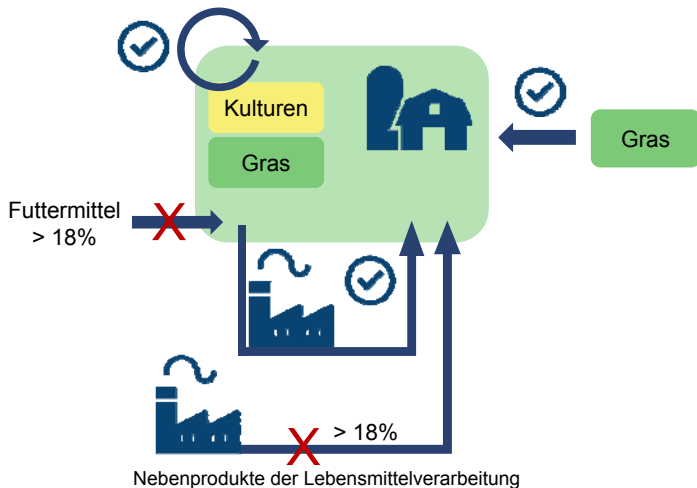 Kulturen
Gras
Gras
Futtermittel
> 18%
> 18%
Nebenprodukte der Lebensmittelverarbeitung